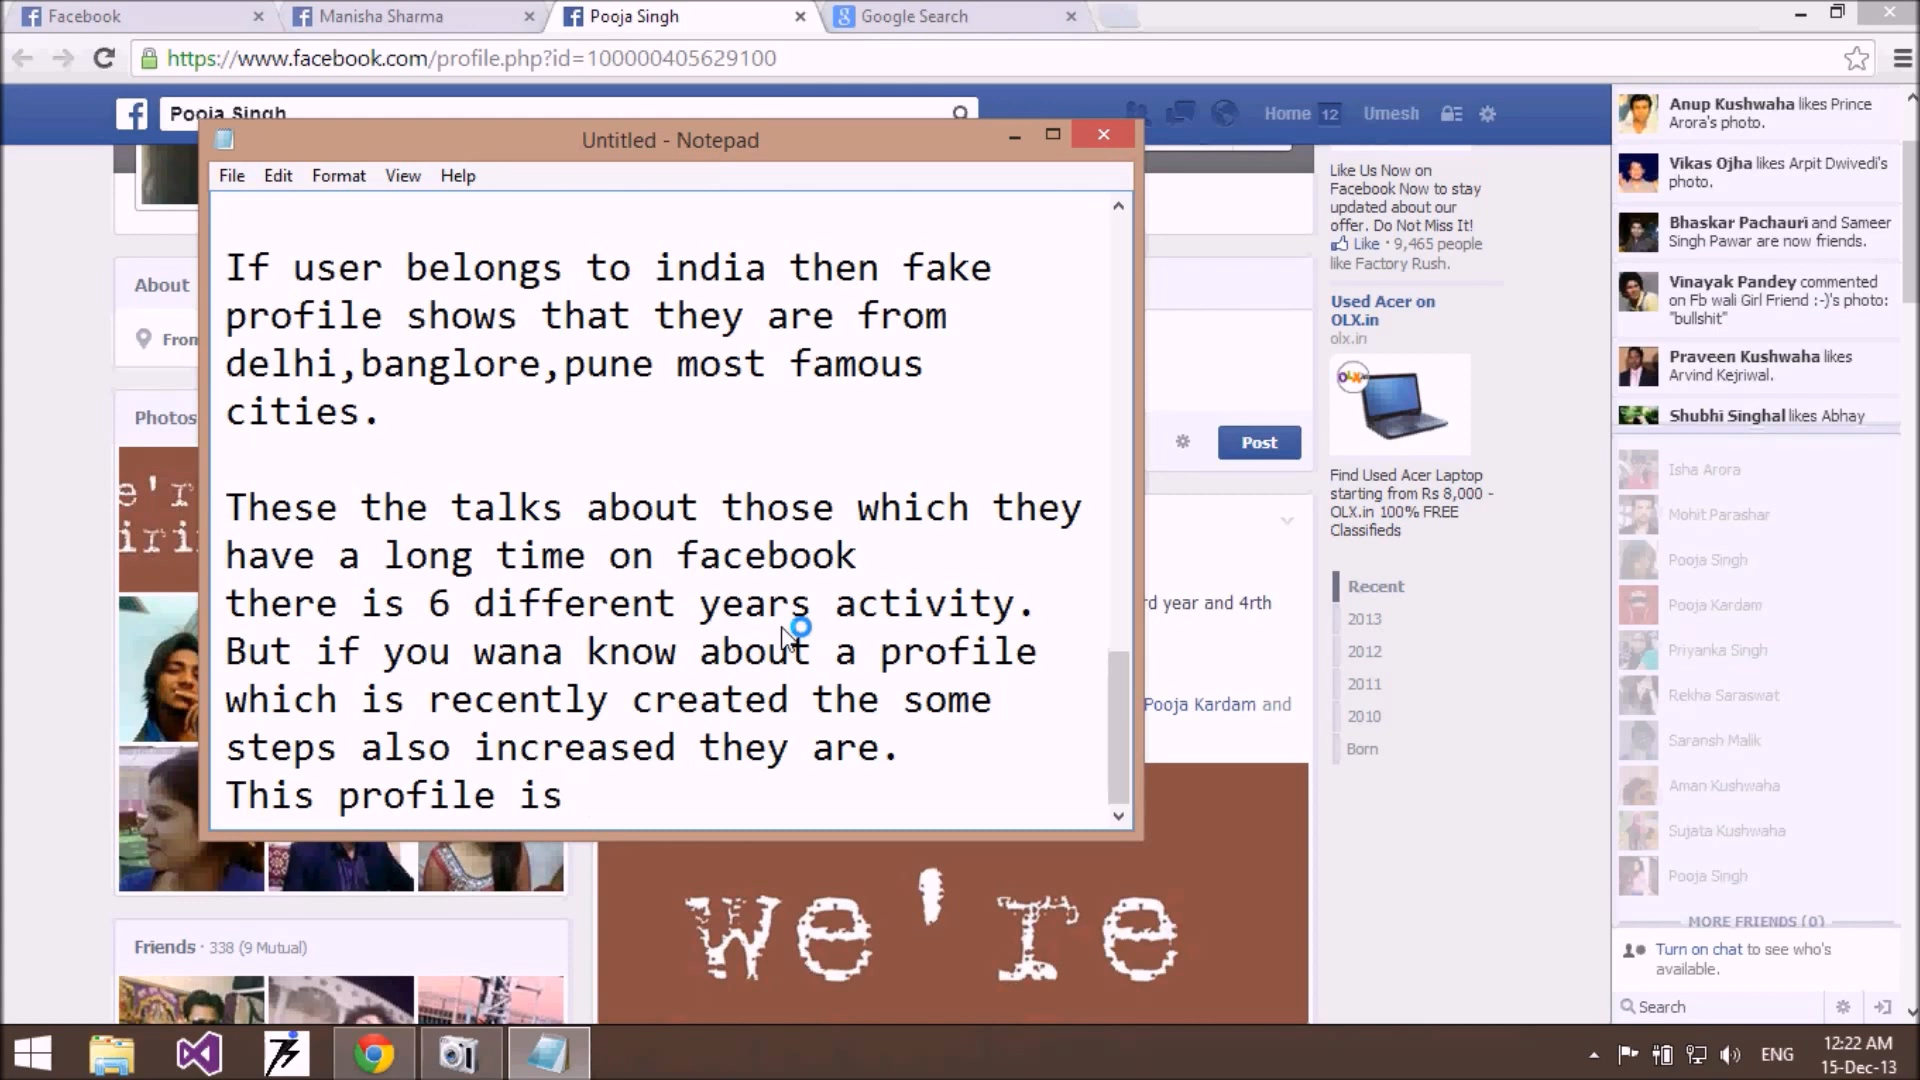 Facebook
Manisha Sharma
Pooja Singh
Google Search
https://www.facebook.com/profile.php?id=100000405629100
Pooja Singh
Home 12
Umesh
Untitled - Notepad
File Edit Format View Help
If user belongs to india then fake
profile shows that they are from
delhi,banglore,pune most famous
cities.
These the talks about those which they
have a long time on facebook
there is 6 different years activity.
But if you wana know about a profile
which is recently created the some
steps also increased they are.
This profile is
About
From
Photos
e'r
iri
Friends · 338 (9 Mutual)
Post
rd year and 4rth
Pooja Kardam and
we're
Like Us Now on
Facebook Now to stay
updated about our
offer. Do Not Miss It!
Like · 9,465 people
like Factory Rush.
Used Acer on
OLX.in
olx.in
OLX
Find Used Acer Laptop
starting from Rs 8,000 -
OLX.in 100% FREE
Classifieds
Recent
2013
2012
2011
2010
Born
Anup Kushwaha likes Prince
Arora's photo.
Vikas Ojha likes Arpit Dwivedi's
photo.
Bhaskar Pachauri and Sameer
Singh Pawar are now friends.
Vinayak Pandey commented
on Fb wali Girl Friend :-)'s photo:
"bullshit"
Praveen Kushwaha likes
Arvind Kejriwal.
Shubhi Singhal likes Abhay
Isha Arora
Mohit Parashar
Pooja Singh
Pooja Kardam
Priyanka Singh
Rekha Saraswat
Saransh Malik
Aman Kushwaha
Sujata Kushwaha
Pooja Singh
MORE FRIENDS (0)
Turn on chat to see who's
available.
Search
ENG
12:22 AM
15-Dec-13